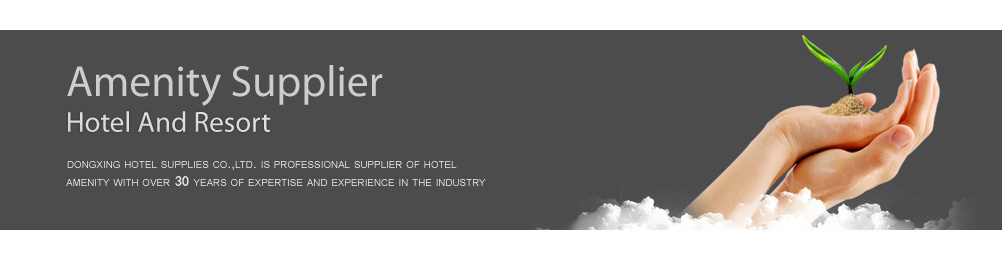 Amenity Supplier
Hotel And Resort
DONGXING HOTEL SUPPLIES CO.,LTD. IS PROFESSIONAL SUPPLIER OF HOTEL
AMENITY WITH OVER 30 YEARS OF EXPERTISE AND EXPERIENCE IN THE INDUSTRY